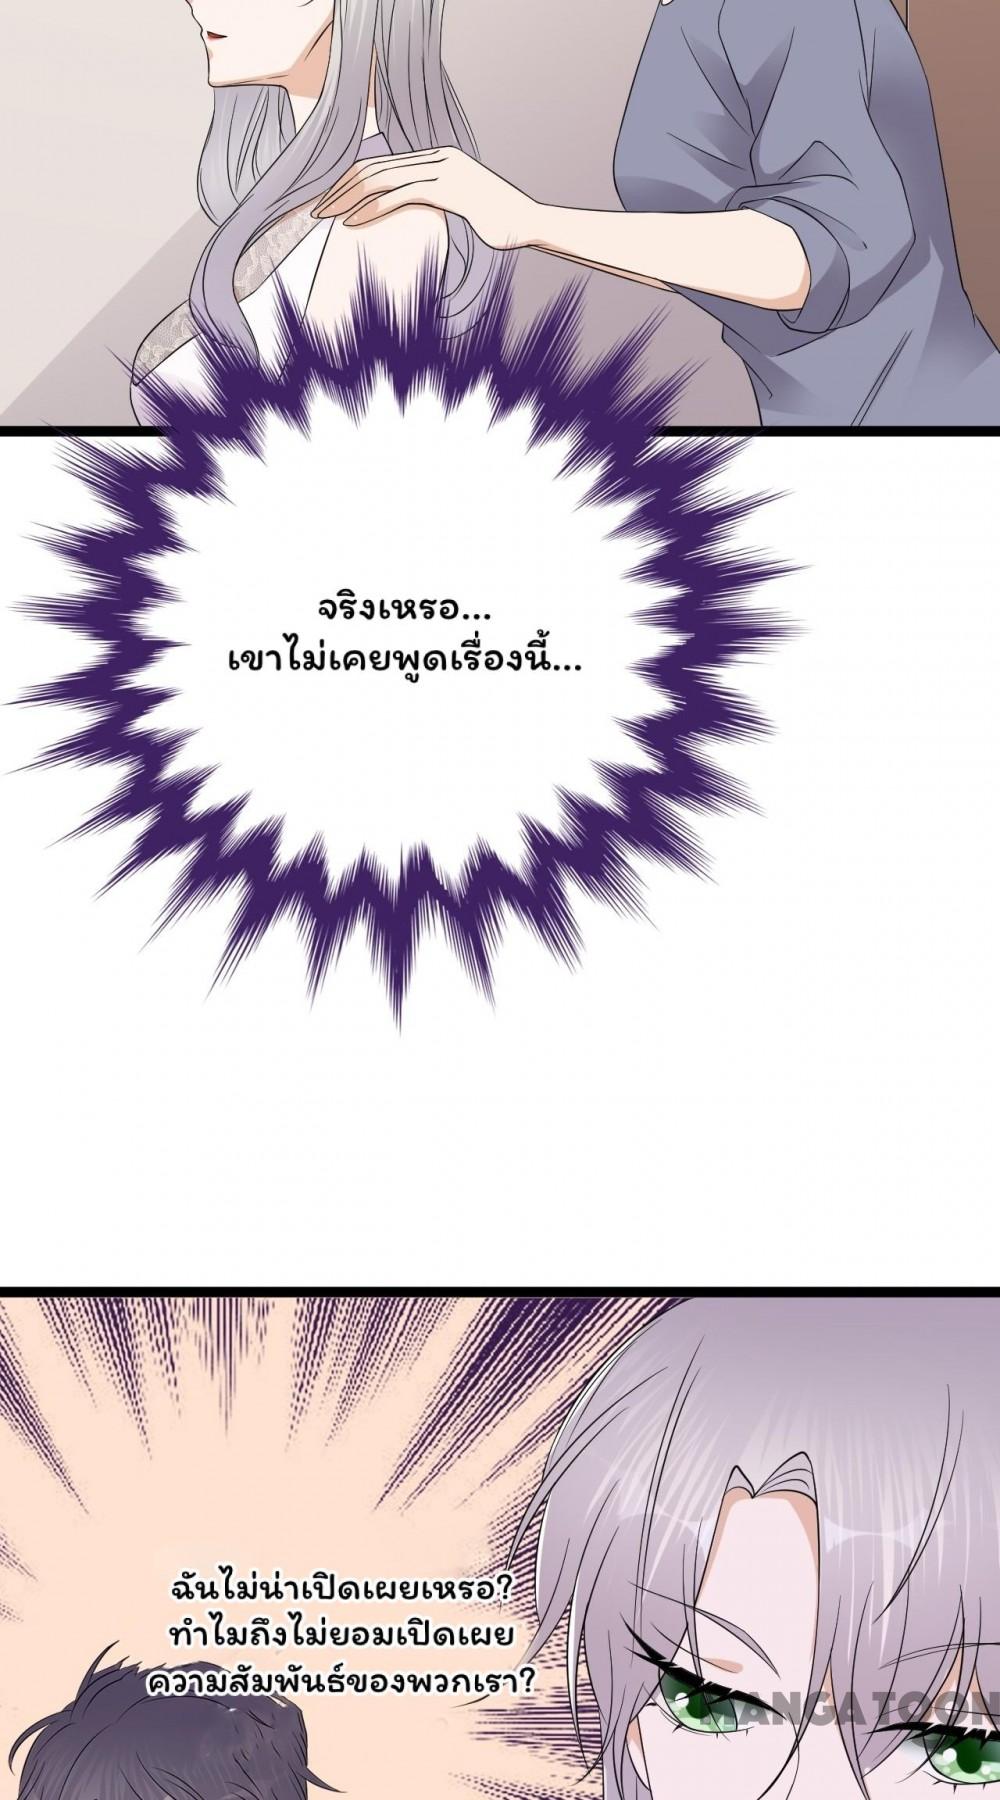 จริงเหรอ...
เขาไม่เคยพูดเรื่องนี้...
ฉันไม่น่าเปิดเผยเหรอ?
ทำไมถึงไม่ยอมเปิดเผย
ความสัมพันธ์ของพวกเรา?
MANGATOON